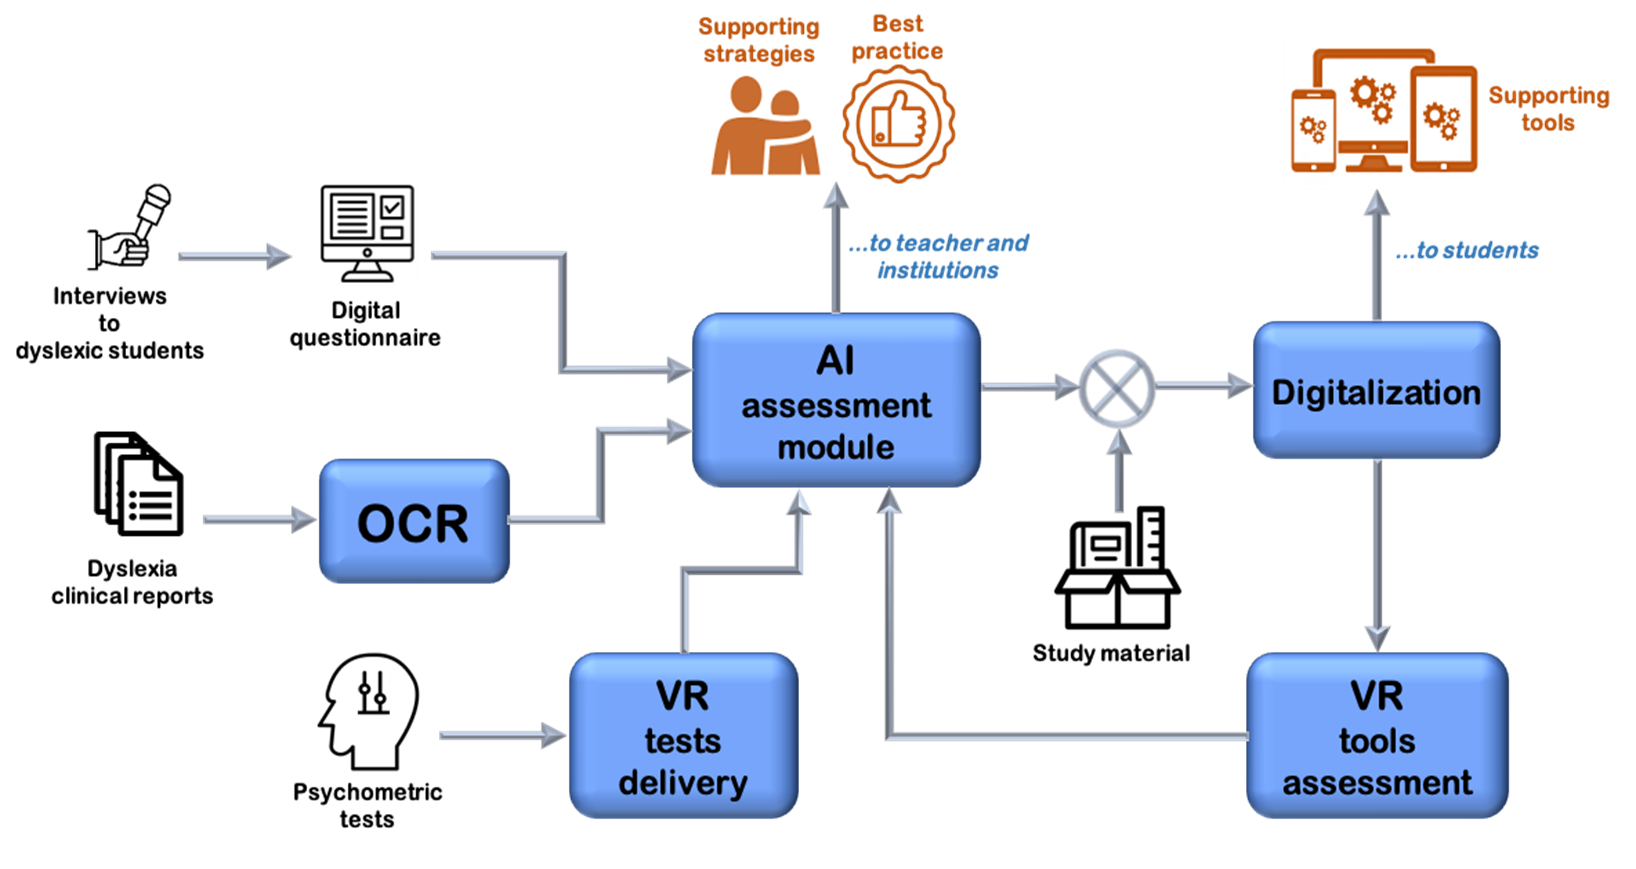 Supporting
strategies
Best
practice
Supporting
tools
...to teacher and
institutions
...to students
Interviews
to
dyslexic students
Digital
questionnaire
AI
assessment
module
Digitalization
OCR
Dyslexia
clinical reports
Study material
VR
tests
delivery
VR
tools
assessment
Psychometric
tests